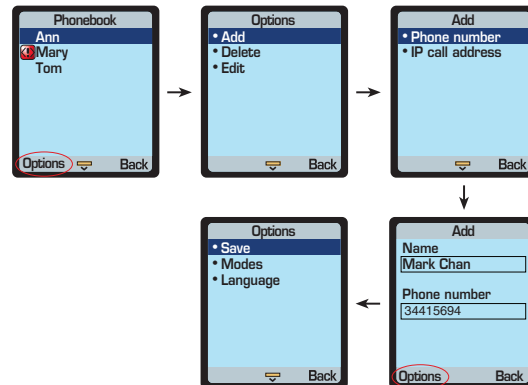 Phonebook
Ann
Mary
Tom
Options Back
Options
• Add
• Delete
• Edit
Back
Add
• Phone number
• IP call address
Back
Add
Name
Mark Chan
Phone number
34415694
Options Back
Options
• Save
• Modes
• Language
Back